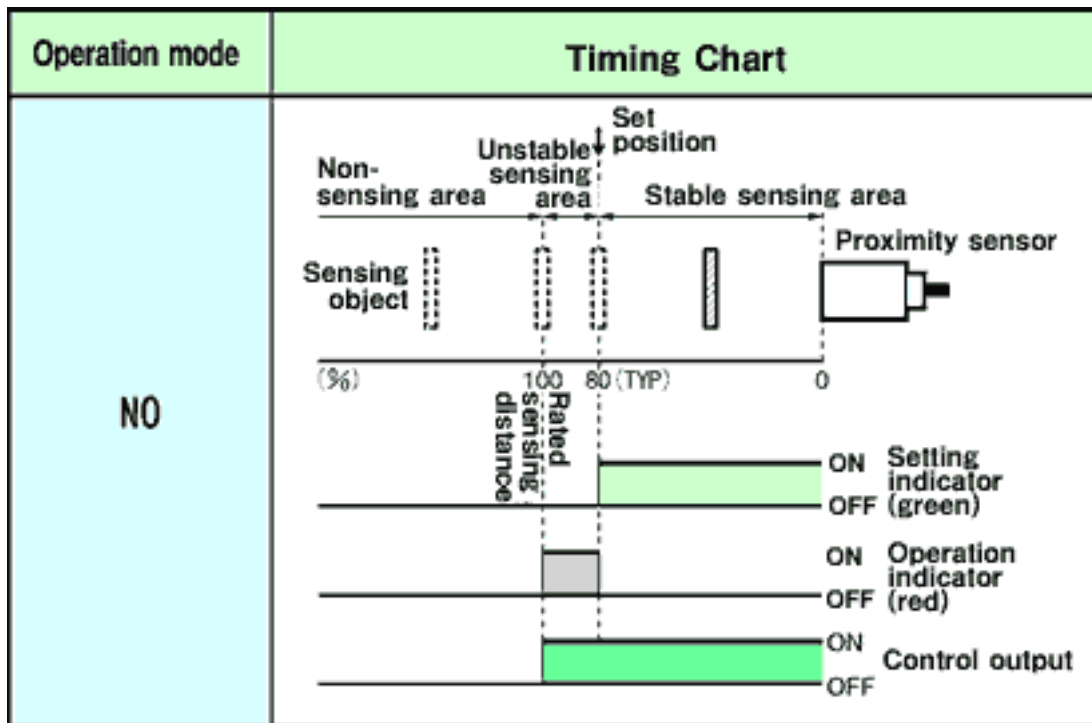 Operation mode
Timing Chart
NO
Set
position
Unstable
sensing
area
Non-
sensing area
Stable sensing area
Proximity sensor
Sensing
object
(%)
100
80 (TYP)
0
Rated
sensing
distance
ON
OFF
Setting
indicator
(green)
ON
OFF
Operation
indicator
(red)
ON
OFF
Control output